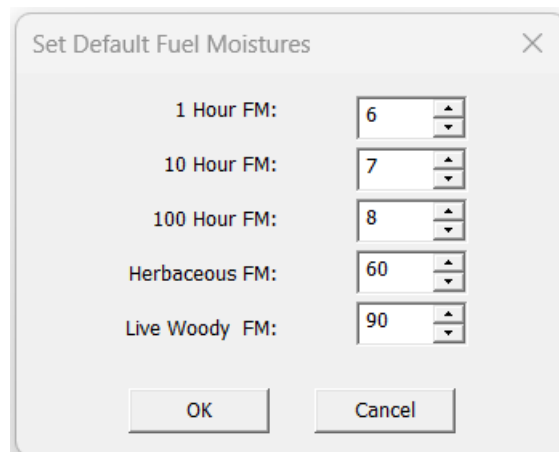 Set Default Fuel Moistures
1 Hour FM: 6
10 Hour FM: 7
100 Hour FM: 8
Herbaceous FM: 60
Live Woody FM: 90
OK Cancel